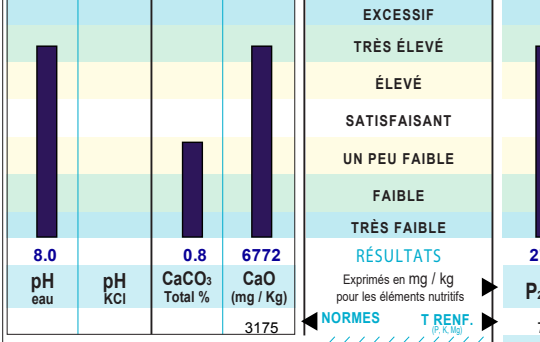 EXCESSIF
TRÈS ÉLEVÉ
ÉLEVÉ
SATISFAISANT
UN PEU FAIBLE
FAIBLE
TRÈS FAIBLE
8.0 0.8 6772 RÉSULTATS
pH eau
pH KCl
CaCO₃ Total %
CaO (mg / Kg)
Exprimés en mg / kg
pour les éléments nutritifs
3175
NORMES T RENF.
(P, K, Mg)